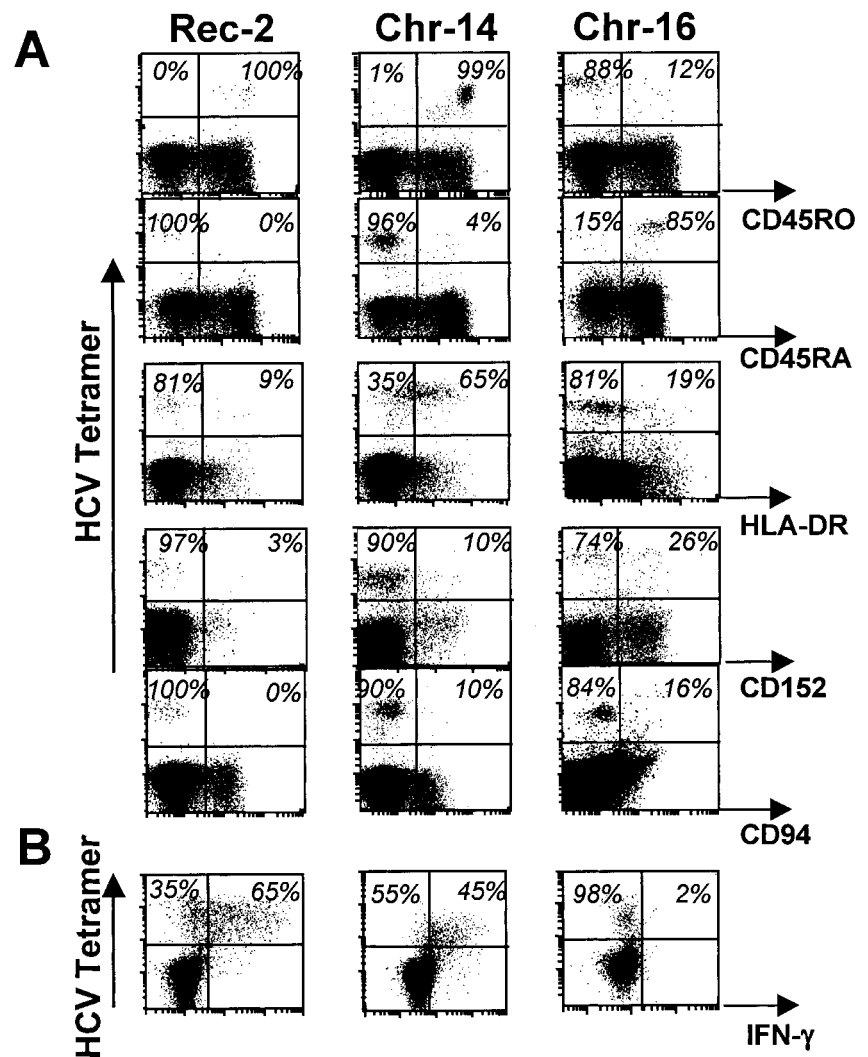 A
Rec-2 Chr-14 Chr-16
0% 100% 1% 99% 88% 12%
CD45RO
100% 0% 96% 4% 15% 85%
CD45RA
81% 9% 35% 65% 81% 19%
HLA-DR
HCV Tetramer
97% 3% 90% 10% 74% 26%
CD152
100% 0% 90% 10% 84% 16%
CD94
B
HCV Tetramer
35% 65% 55% 45% 98% 2%
IFN-γ